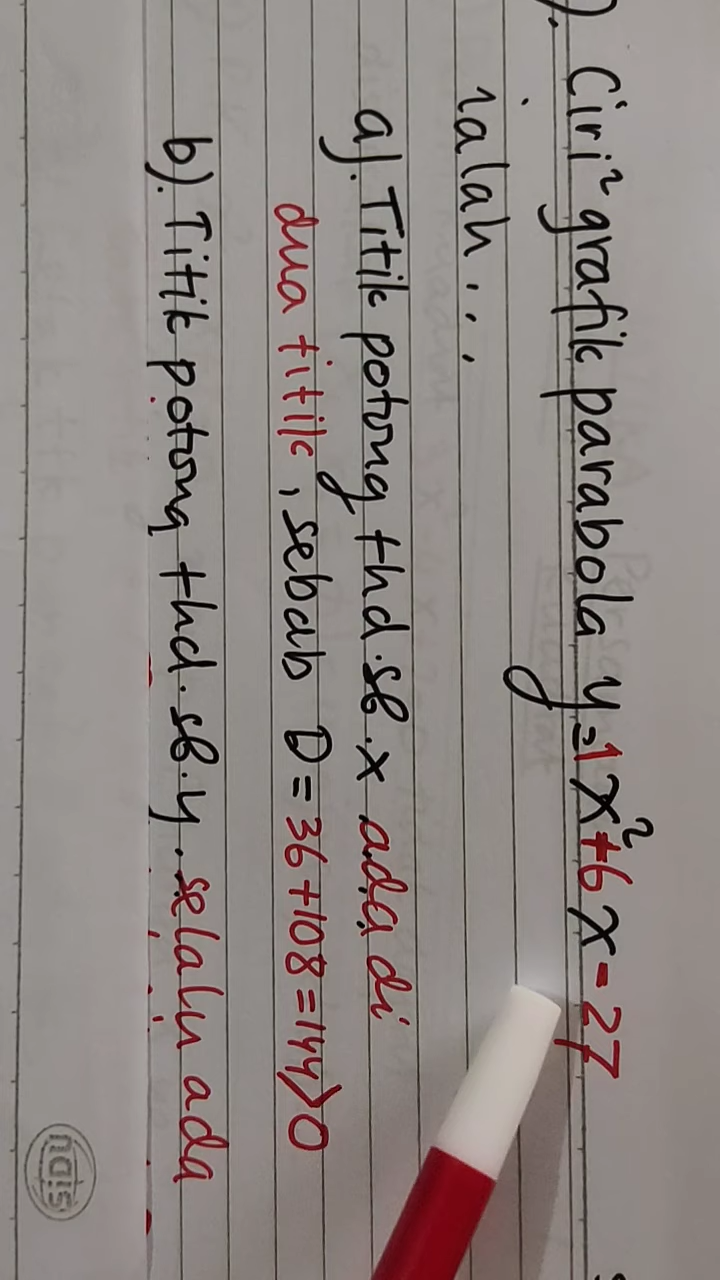 ). Ciri² grafik parabola y=1x²+6x-27
ialah...
a). Titik potong thd.sb.x ada di
dua titik, sebab D=36+108=144>0
b). Titik potong thd.sb.y.selalu ada
nais